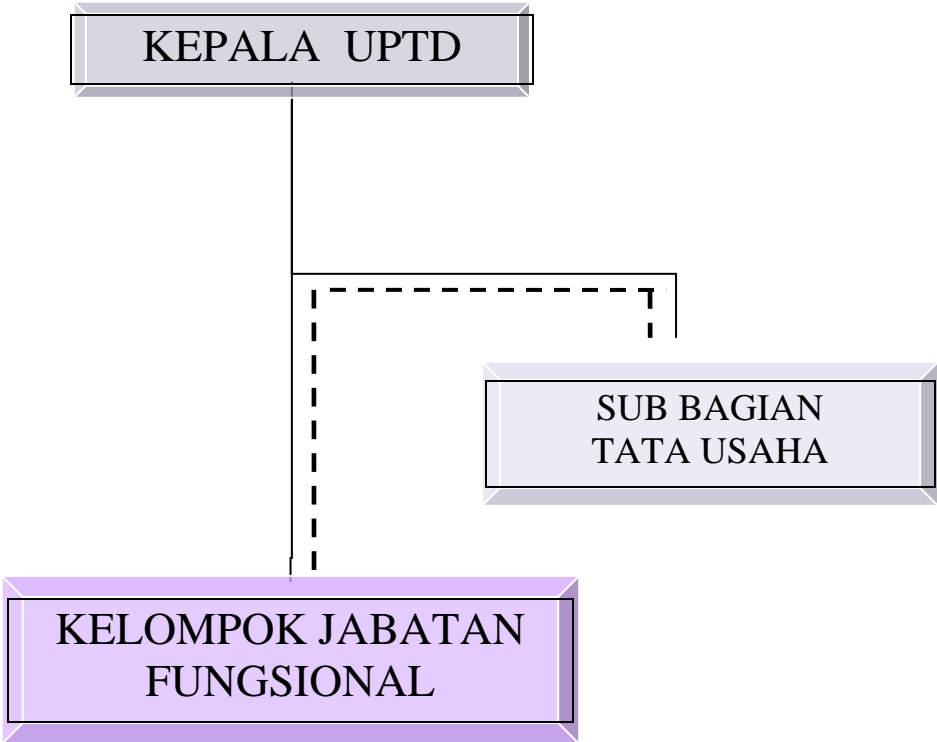 KEPALA UPTD
SUB BAGIAN
TATA USAHA
KELOMPOK JABATAN
FUNGSIONAL